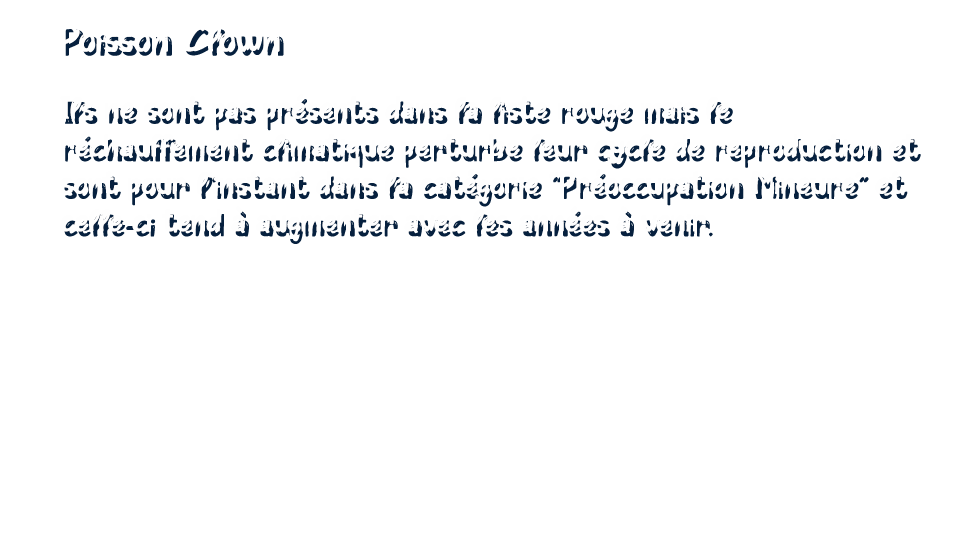 Poisson Clown
Ils ne sont pas présents dans la liste rouge mais le
réchauffement climatique perturbe leur cycle de reproduction et
sont pour l'instant dans la catégorie "Préoccupation Mineure" et
celle-ci tend à augmenter avec les années à venir.